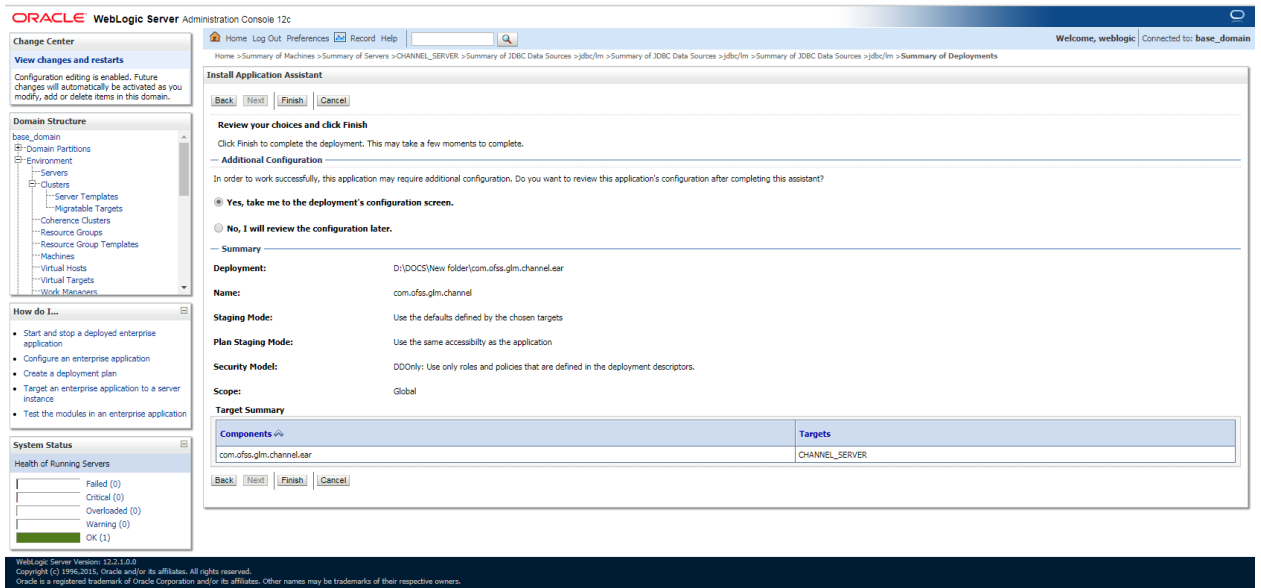 ORACLE WebLogic Server Administration Console 12c
Change Center
View changes and restarts
Configuration editing is enabled. Future
changes will automatically be activated as you
modify, add or delete items in this domain.
Domain Structure
base_domain
Domain Partitions
Environment
Servers
Clusters
Server Templates
Migratable Targets
Coherence Clusters
Resource Groups
Resource Group Templates
Machines
Virtual Hosts
Virtual Targets
Work Managers
How do I...
Start and stop a deployed enterprise
application
Configure an enterprise application
Create a deployment plan
Target an enterprise application to a server
instance
Test the modules in an enterprise application
System Status
Health of Running Servers
Failed (0)
Critical (0)
Overloaded (0)
Warning (0)
OK (1)
Home Log Out Preferences Record Help
Welcome, weblogic Connected to: base_domain
Home >Summary of Machines >Summary of Servers >CHANNEL_SERVER >Summary of JDBC Data Sources >jdbc/lm >Summary of JDBC Data Sources >jdbc/lm >Summary of JDBC Data Sources >jdbc/lm >Summary of Deployments
Install Application Assistant
Back Next Finish Cancel
Review your choices and click Finish
Click Finish to complete the deployment. This may take a few moments to complete.
Additional Configuration
In order to work successfully, this application may require additional configuration. Do you want to review this application's configuration after completing this assistant?
Yes, take me to the deployment's configuration screen.
No, I will review the configuration later.
Summary
Deployment: D:\DOCS\New folder\com.ofss.glm.channel.ear
Name: com.ofss.glm.channel
Staging Mode: Use the defaults defined by the chosen targets
Plan Staging Mode: Use the same accessibilty as the application
Security Model: DDOnly: Use only roles and policies that are defined in the deployment descriptors.
Scope: Global
Target Summary
Components Targets
com.ofss.glm.channel.ear CHANNEL_SERVER
Back Next Finish Cancel
WebLogic Server Version: 12.2.1.0.0
Copyright (c) 1996,2015, Oracle and/or its affiliates. All rights reserved.
Oracle is a registered trademark of Oracle Corporation and/or its affiliates. Other names may be trademarks of their respective owners.